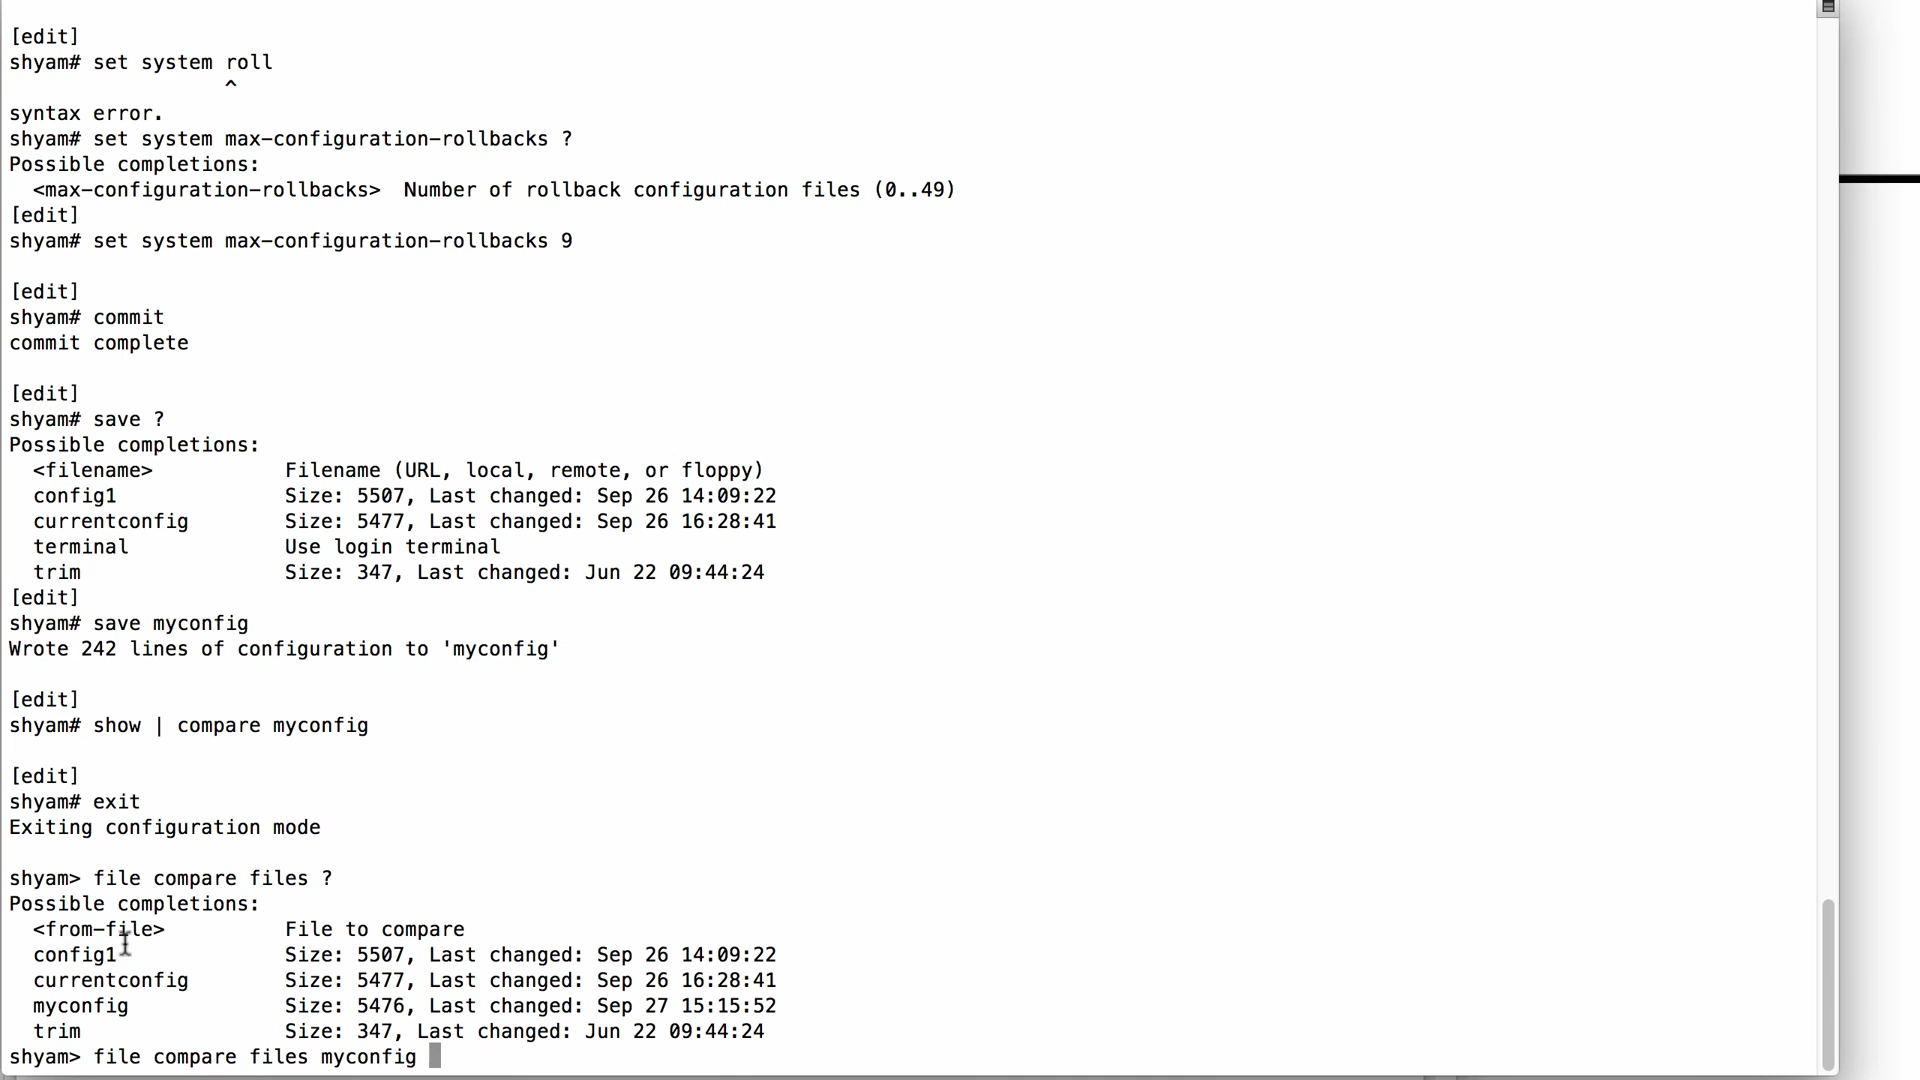 [edit]
shyam# set system roll
^
syntax error.
shyam# set system max-configuration-rollbacks ?
Possible completions:
<max-configuration-rollbacks>  Number of rollback configuration files (0..49)
[edit]
shyam# set system max-configuration-rollbacks 9
[edit]
shyam# commit
commit complete
[edit]
shyam# save ?
Possible completions:
<filename>           Filename (URL, local, remote, or floppy)
config1              Size: 5507, Last changed: Sep 26 14:09:22
currentconfig        Size: 5477, Last changed: Sep 26 16:28:41
terminal             Use login terminal
trim                 Size: 347, Last changed: Jun 22 09:44:24
[edit]
shyam# save myconfig
Wrote 242 lines of configuration to 'myconfig'
[edit]
shyam# show | compare myconfig
[edit]
shyam# exit
Exiting configuration mode
shyam> file compare files ?
Possible completions:
<from-file>          File to compare
config1              Size: 5507, Last changed: Sep 26 14:09:22
currentconfig        Size: 5477, Last changed: Sep 26 16:28:41
myconfig             Size: 5476, Last changed: Sep 27 15:15:52
trim                 Size: 347, Last changed: Jun 22 09:44:24
shyam> file compare files myconfig